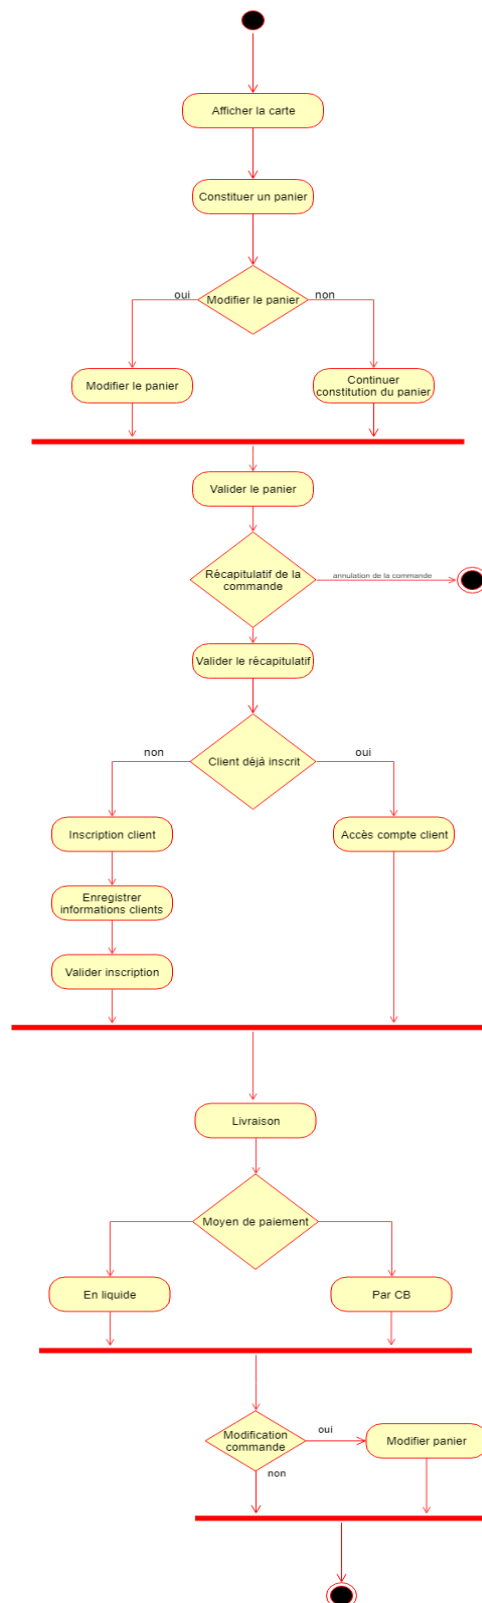 Afficher la carte
Constituer un panier
oui
Modifier le panier
non
Modifier le panier
Continuer
constitution du panier
Valider le panier
Récapitulatif de la
commande
annulation de la commande
Valider le récapitulatif
non
Client déjá inscrit
oui
Inscription client
Accès compte client
Enregistrer
informations clients
Valider inscription
Livraison
Moyen de paiement
En liquide
Par CB
Modification
commande
oui
Modifier panier
non